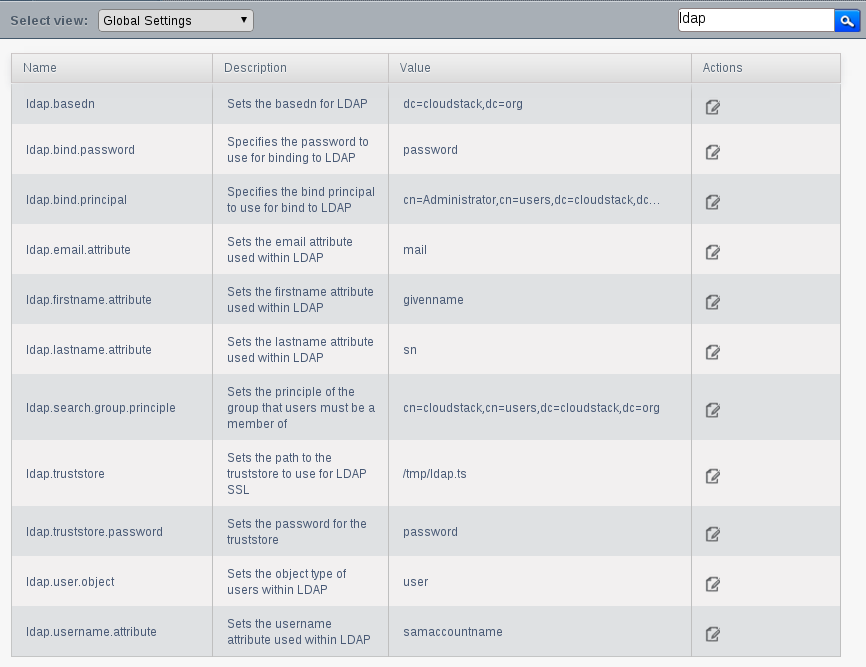 Select view: Global Settings ldap
Name Description Value Actions
ldap.basedn Sets the basedn for LDAP dc=cloudstack,dc=org
ldap.bind.password Specifies the password to use for binding to LDAP password
ldap.bind.principal Specifies the bind principal to use for bind to LDAP cn=Administrator,cn=users,dc=cloudstack,dc...
ldap.email.attribute Sets the email attribute used within LDAP mail
ldap.firstname.attribute Sets the firstname attribute used within LDAP givenname
ldap.lastname.attribute Sets the lastname attribute used within LDAP sn
ldap.search.group.principle Sets the principle of the group that users must be a member of cn=cloudstack,cn=users,dc=cloudstack,dc=org
ldap.truststore Sets the path to the truststore to use for LDAP SSL /tmp/ldap.ts
ldap.truststore.password Sets the password for the truststore password
ldap.user.object Sets the object type of users within LDAP user
ldap.username.attribute Sets the username attribute used within LDAP samaccountname